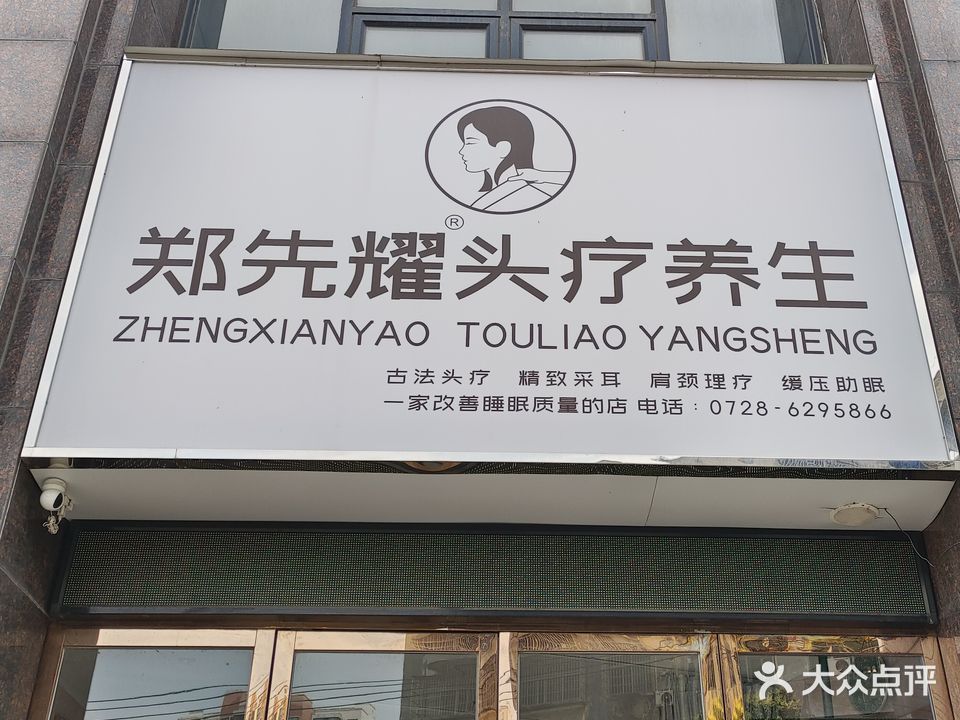 ®
郑先耀头疗养生
ZHENGXIANYAO TOULIAO YANGSHENG
古法头疗 精致采耳 肩颈理疗 缓压助眠
一家改善睡眠质量的店 电话：0728-6295866
大众点评